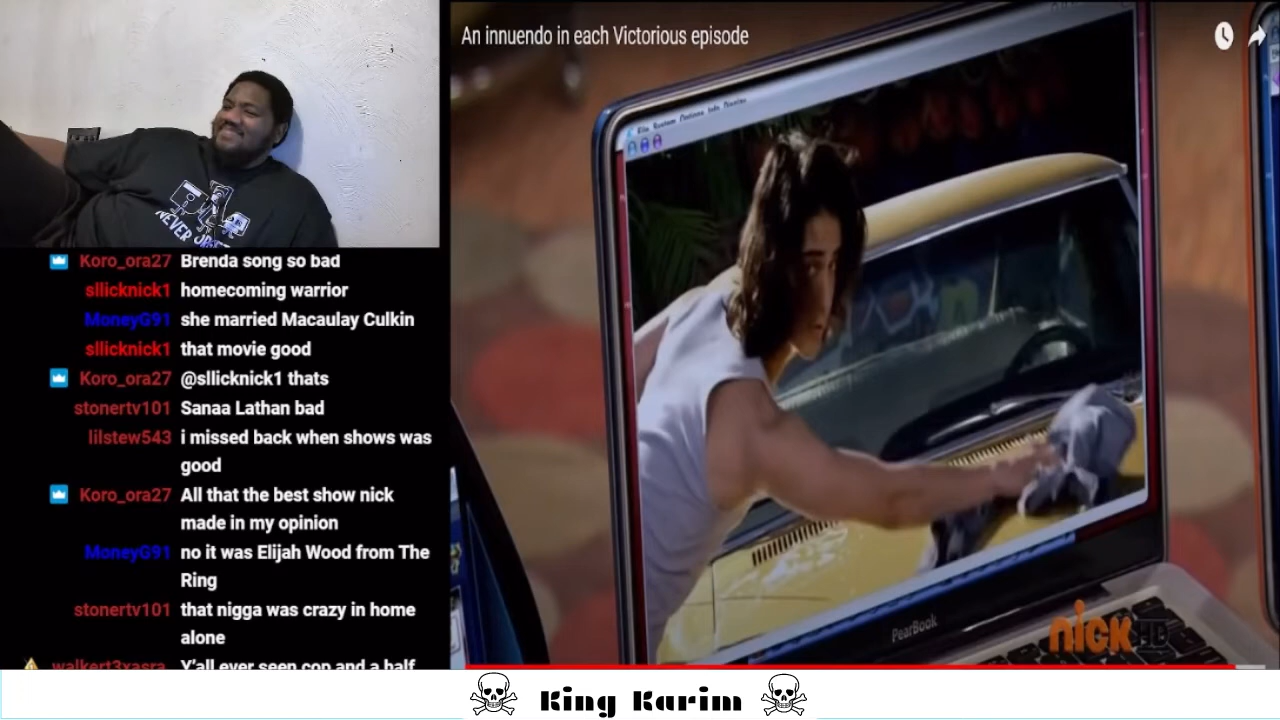 An innuendo in each Victorious episode
NEVER
Koro_ora27 Brenda song so bad
sllicknick1 homecoming warrior
MoneyG91 she married Macaulay Culkin
sllicknick1 that movie good
Koro_ora27 @sllicknick1 thats
stonertv101 Sanaa Lathan bad
lilstew543 i missed back when shows was
good
Koro_ora27 All that the best show nick
made in my opinion
MoneyG91 no it was Elijah Wood from The
Ring
stonertv101 that nigga was crazy in home
alone
walkert3xasra Y'all ever seen cop and a half
PearBook
nick HD
King Karim